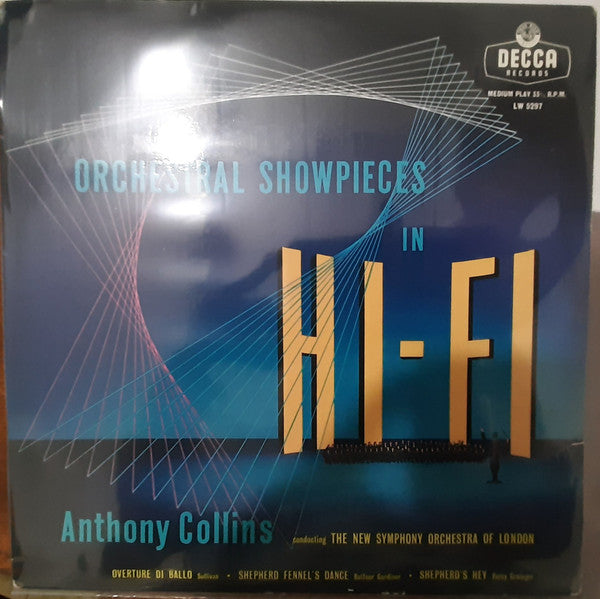 DECCA
RECORDS
MEDIUM PLAY 33⅓ R.P.M.
LW 5297
ORCHESTRAL SHOWPIECES
IN
HI-FI
Anthony Collins conducting THE NEW SYMPHONY ORCHESTRA OF LONDON
OVERTURE DI BALLO Sullivan · SHEPHERD FENNEL'S DANCE Balfour Gardiner · SHEPHERD'S HEY Percy Grainger